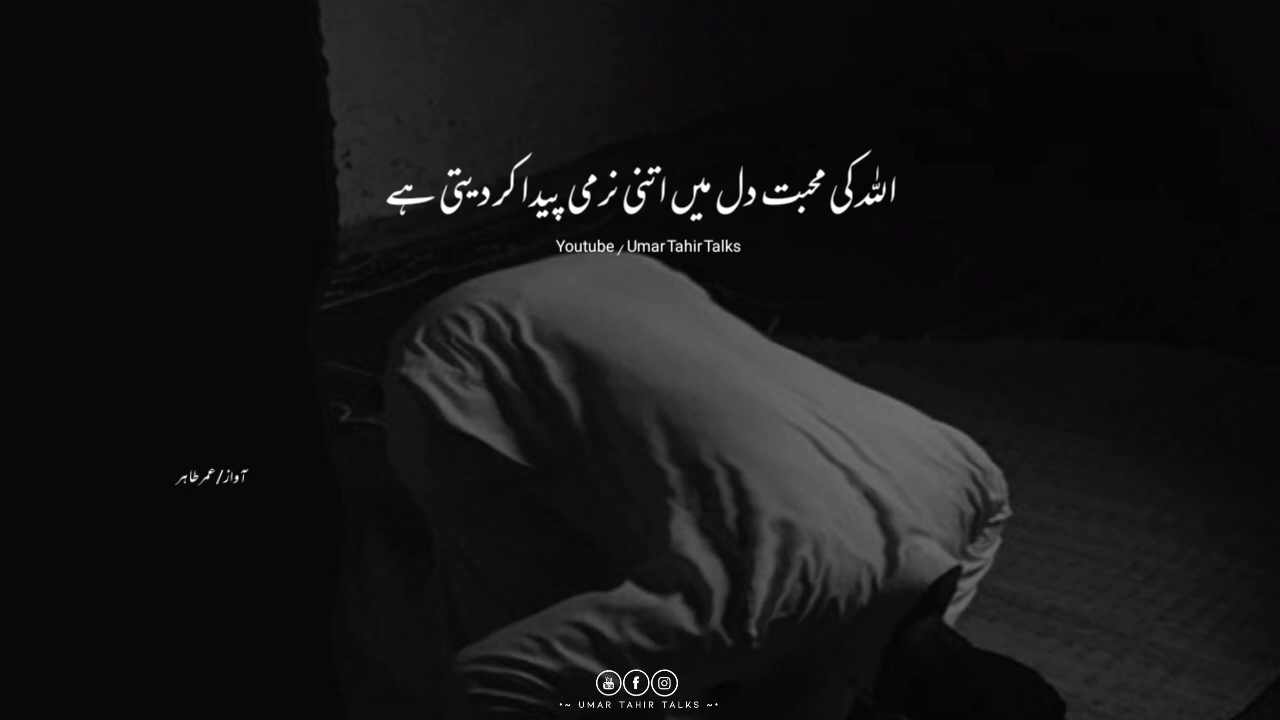 اللہ کی محبت دل میں اتنی نرمی پیدا کر دیتی ہے
Youtube / UmarTahirTalks
آواز/عمر طاہر
•~ UMAR TAHIR TALKS ~•